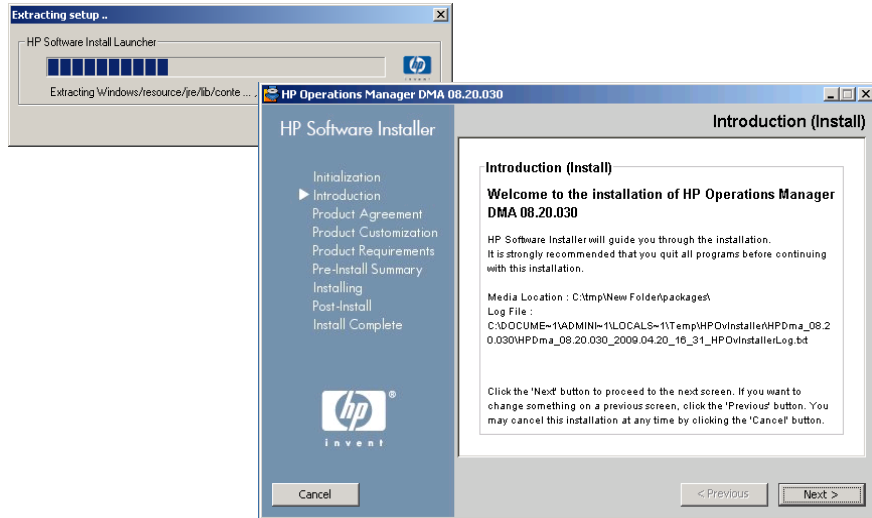 Extracting setup ..
HP Software Install Launcher
hp
invent
Extracting Windows/resource/jre/lib/conte ... ,
HP Operations Manager DMA 08.20.030
HP Software Installer
Introduction (Install)
Initialization
Introduction
Product Agreement
Product Customization
Product Requirements
Pre-Install Summary
Installing
Post-Install
Install Complete
Introduction (Install)
Welcome to the installation of HP Operations Manager
DMA 08.20.030
HP Software Installer will guide you through the installation.
It is strongly recommended that you quit all programs before continuing
with this installation.
Media Location : C:\tmp\New Folder\packages\
Log File :
C:\DOCUME~1\ADMINI~1\LOCALS~1\Temp\HPOvInstaller\HPDma_08.2
0.030\HPDma_08.20.030_2009.04.20_16_31_HPOvInstallerLog.txt
Click the 'Next' button to proceed to the next screen. If you want to
change something on a previous screen, click the 'Previous' button. You
may cancel this installation at any time by clicking the 'Cancel' button.
hp
®
invent
Cancel
< Previous
Next >